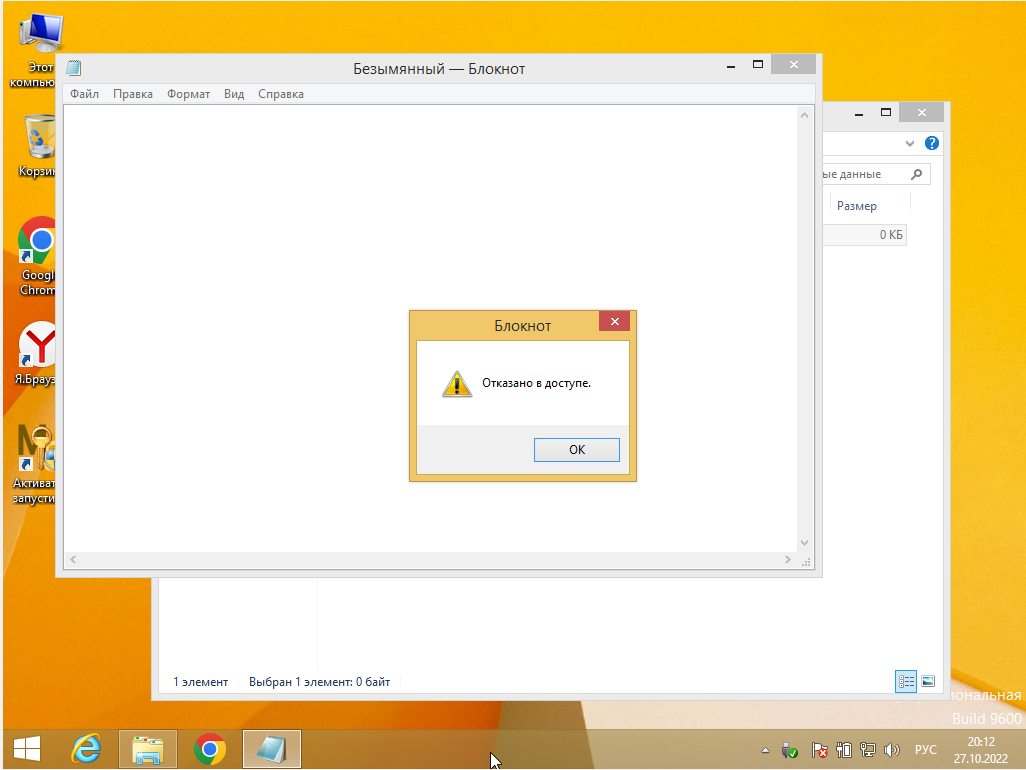 Этот
компью
Корзин
Googl
Chrom
Я.Брауз
Активат
запусти
Безымянный — Блокнот
Файл Правка Формат Вид Справка
ые данные
Размер
0 КБ
Блокнот
Отказано в доступе.
OK
1 элемент Выбран 1 элемент: 0 байт
иональная
Build 9600
РУС
20:12
27.10.2022